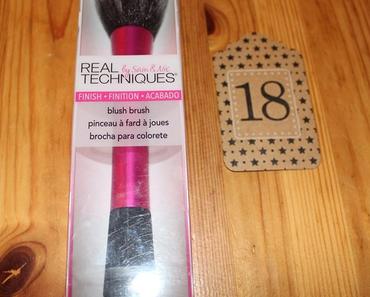 REAL by Sam & Nic
TECHNIQUES®
FINISH • FINITION • ACABADO
blush brush
pinceau à fard à joues
brocha para colorete
18